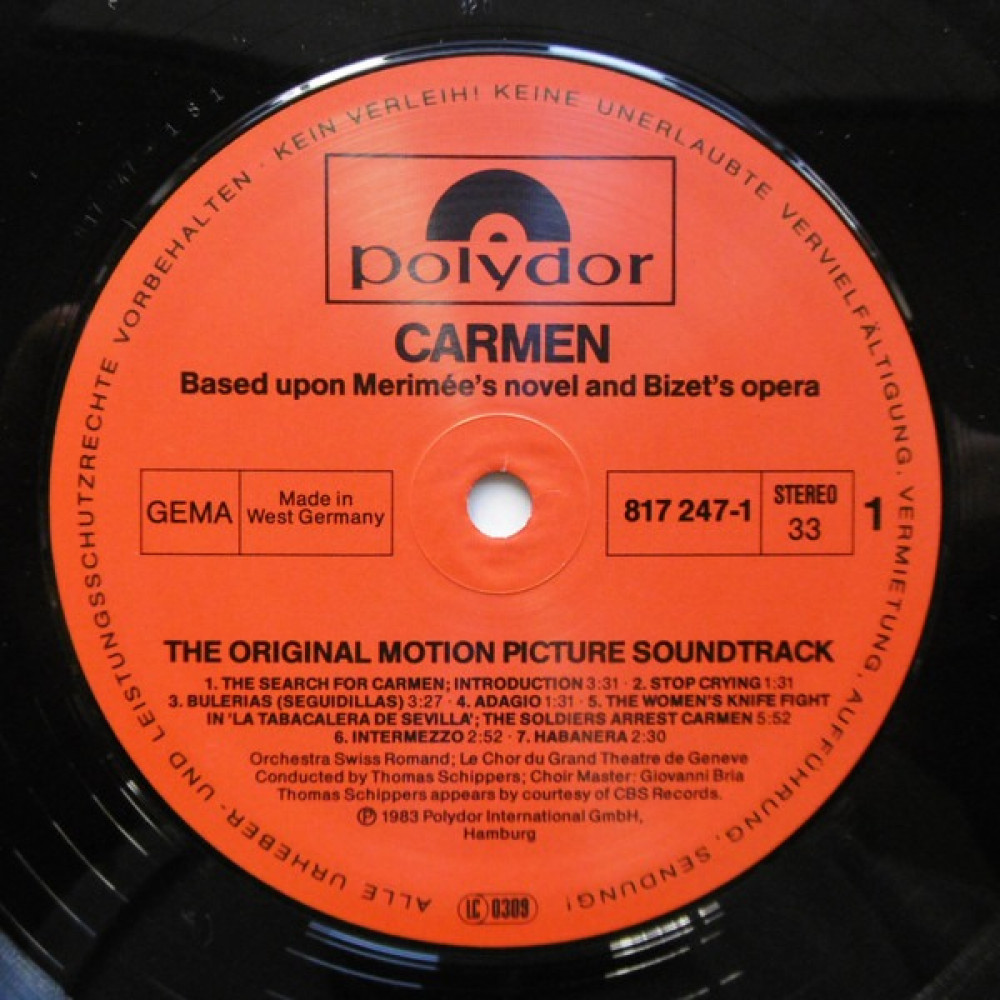 ALLE URHEBER- UND LEISTUNGSSCHUTZRECHTE VORBEHALTEN · KEIN VERLEIH! KEINE UNERLAUBTE VERVIELFÄLTIGUNG, VERMIETUNG, AUFFÜHRUNG, SENDUNG!
polydor
CARMEN
Based upon Merimée's novel and Bizet's opera
GEMA
Made in
West Germany
817 247-1
STEREO
33
1
THE ORIGINAL MOTION PICTURE SOUNDTRACK
1. THE SEARCH FOR CARMEN; INTRODUCTION 3:31 · 2. STOP CRYING 1:31
3. BULERIAS (SEGUIDILLAS) 3:27 · 4. ADAGIO 1:31 · 5. THE WOMEN'S KNIFE FIGHT
IN 'LA TABACALERA DE SEVILLA'; THE SOLDIERS ARREST CARMEN 5:52
6. INTERMEZZO 2:52 · 7. HABANERA 2:30
Orchestra Swiss Romand; Le Chor du Grand Theatre de Geneve
Conducted by Thomas Schippers; Choir Master: Giovanni Bria
Thomas Schippers appears by courtesy of CBS Records.
℗ 1983 Polydor International GmbH,
Hamburg
LC 0309